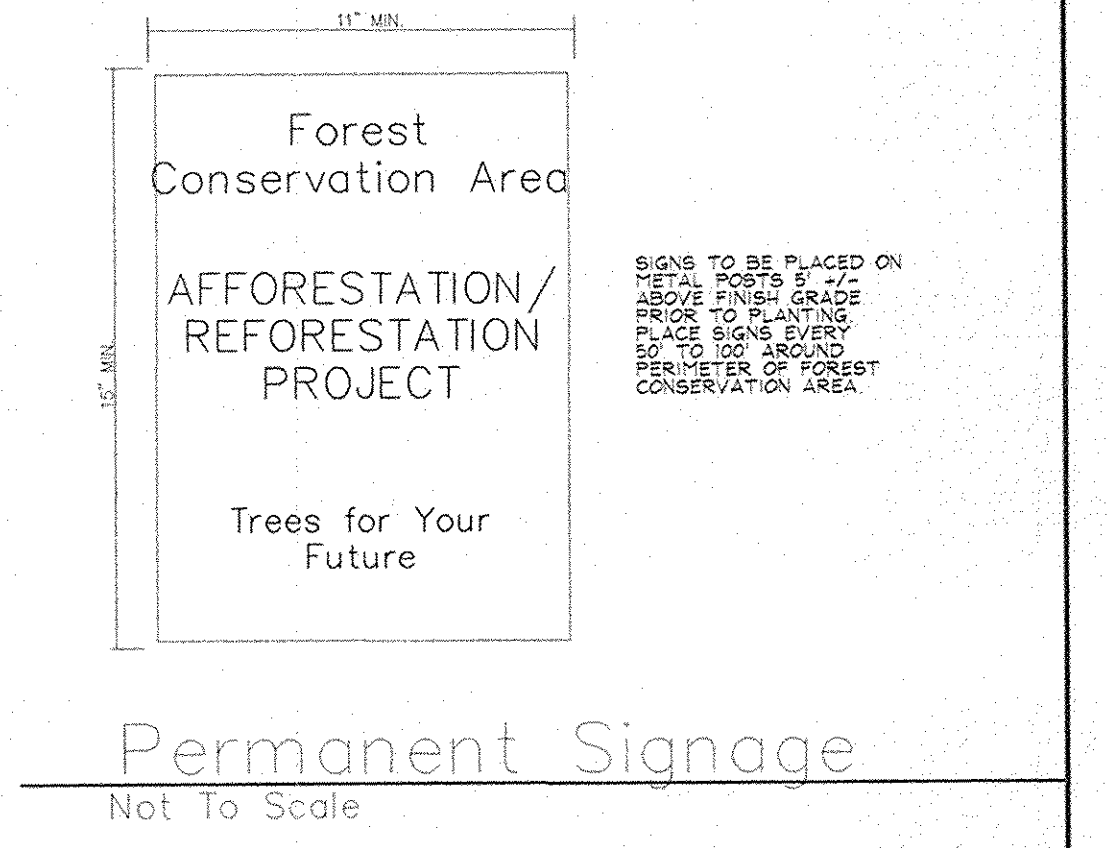 11" MIN.
Forest
Conservation Area
AFFORESTATION/
REFORESTATION
PROJECT
15" MIN.
Trees for Your
Future
SIGNS TO BE PLACED ON
METAL POSTS 5' +/-
ABOVE FINISH GRADE
PRIOR TO PLANTING.
PLACE SIGNS EVERY
50' TO 100' AROUND
PERIMETER OF FOREST
CONSERVATION AREA.
Permanent Signage
Not To Scale